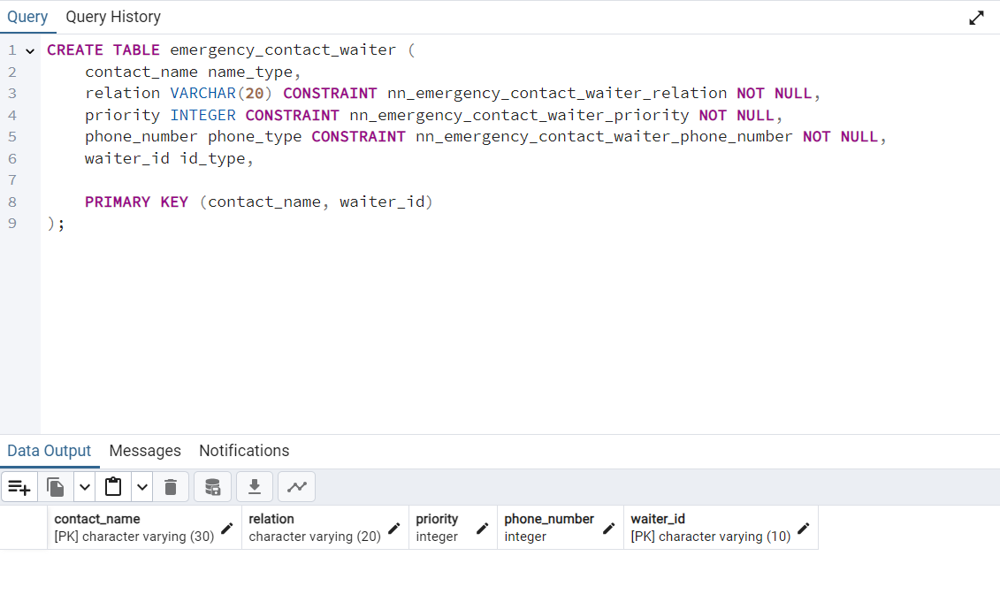 Query Query History
1 CREATE TABLE emergency_contact_waiter (
2 contact_name name_type,
3 relation VARCHAR(20) CONSTRAINT nn_emergency_contact_waiter_relation NOT NULL,
4 priority INTEGER CONSTRAINT nn_emergency_contact_waiter_priority NOT NULL,
5 phone_number phone_type CONSTRAINT nn_emergency_contact_waiter_phone_number NOT NULL,
6 waiter_id id_type,
7
8 PRIMARY KEY (contact_name, waiter_id)
9 );
Data Output Messages Notifications
contact_name relation priority phone_number waiter_id
[PK] character varying (30) character varying (20) integer integer [PK] character varying (10)